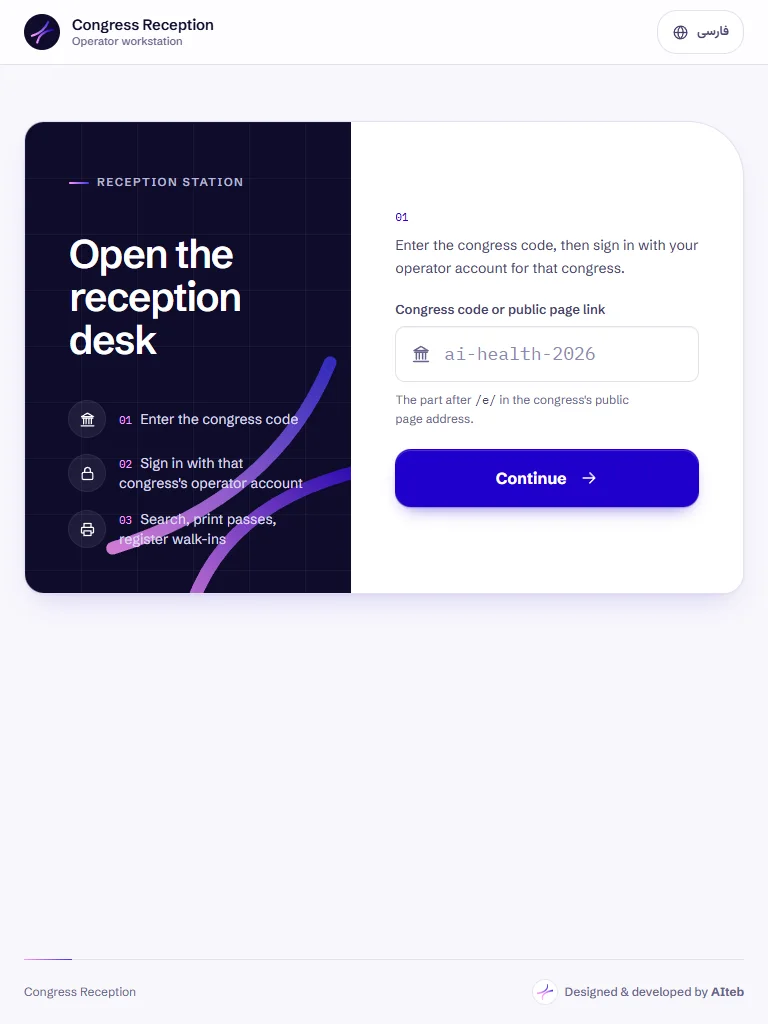 Congress Reception
Operator workstation
فارسی
RECEPTION STATION
Open the
reception
desk
01 Enter the congress code
02 Sign in with that
congress's operator account
03 Search, print passes,
register walk-ins
01
Enter the congress code, then sign in with your
operator account for that congress.
Congress code or public page link
ai-health-2026
The part after /e/ in the congress's public
page address.
Continue
Congress Reception
Designed & developed by AIteb